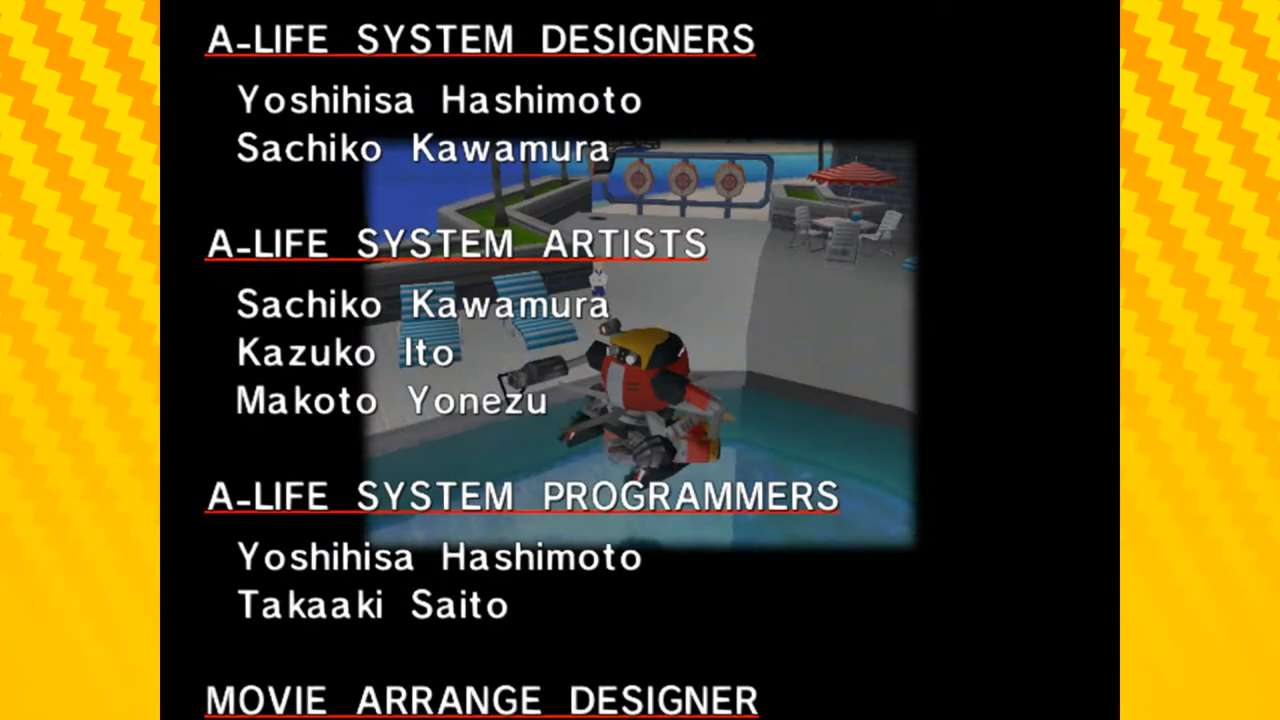 A-LIFE SYSTEM DESIGNERS
Yoshihisa Hashimoto
Sachiko Kawamura
A-LIFE SYSTEM ARTISTS
Sachiko Kawamura
Kazuko Ito
Makoto Yonezu
A-LIFE SYSTEM PROGRAMMERS
Yoshihisa Hashimoto
Takaaki Saito
MOVIE ARRANGE DESIGNER